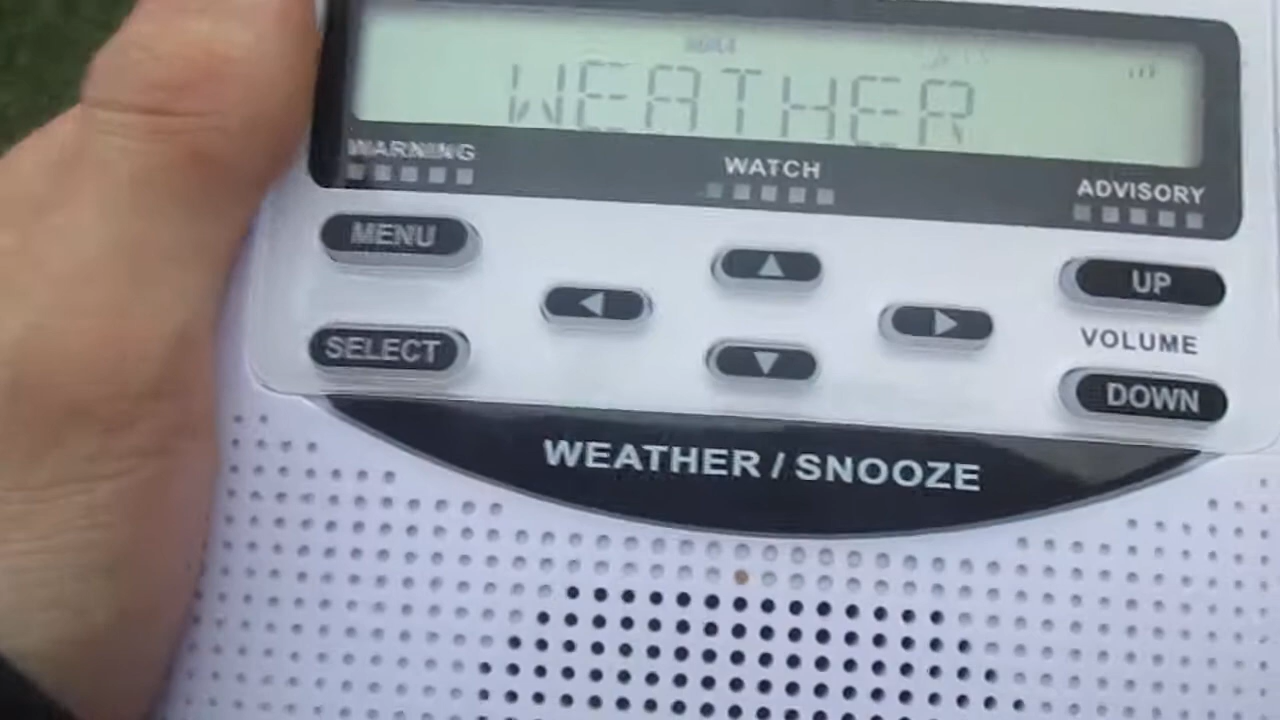 WEATHER
WARNING
WATCH
ADVISORY
MENU
UP
SELECT
VOLUME
DOWN
WEATHER / SNOOZE